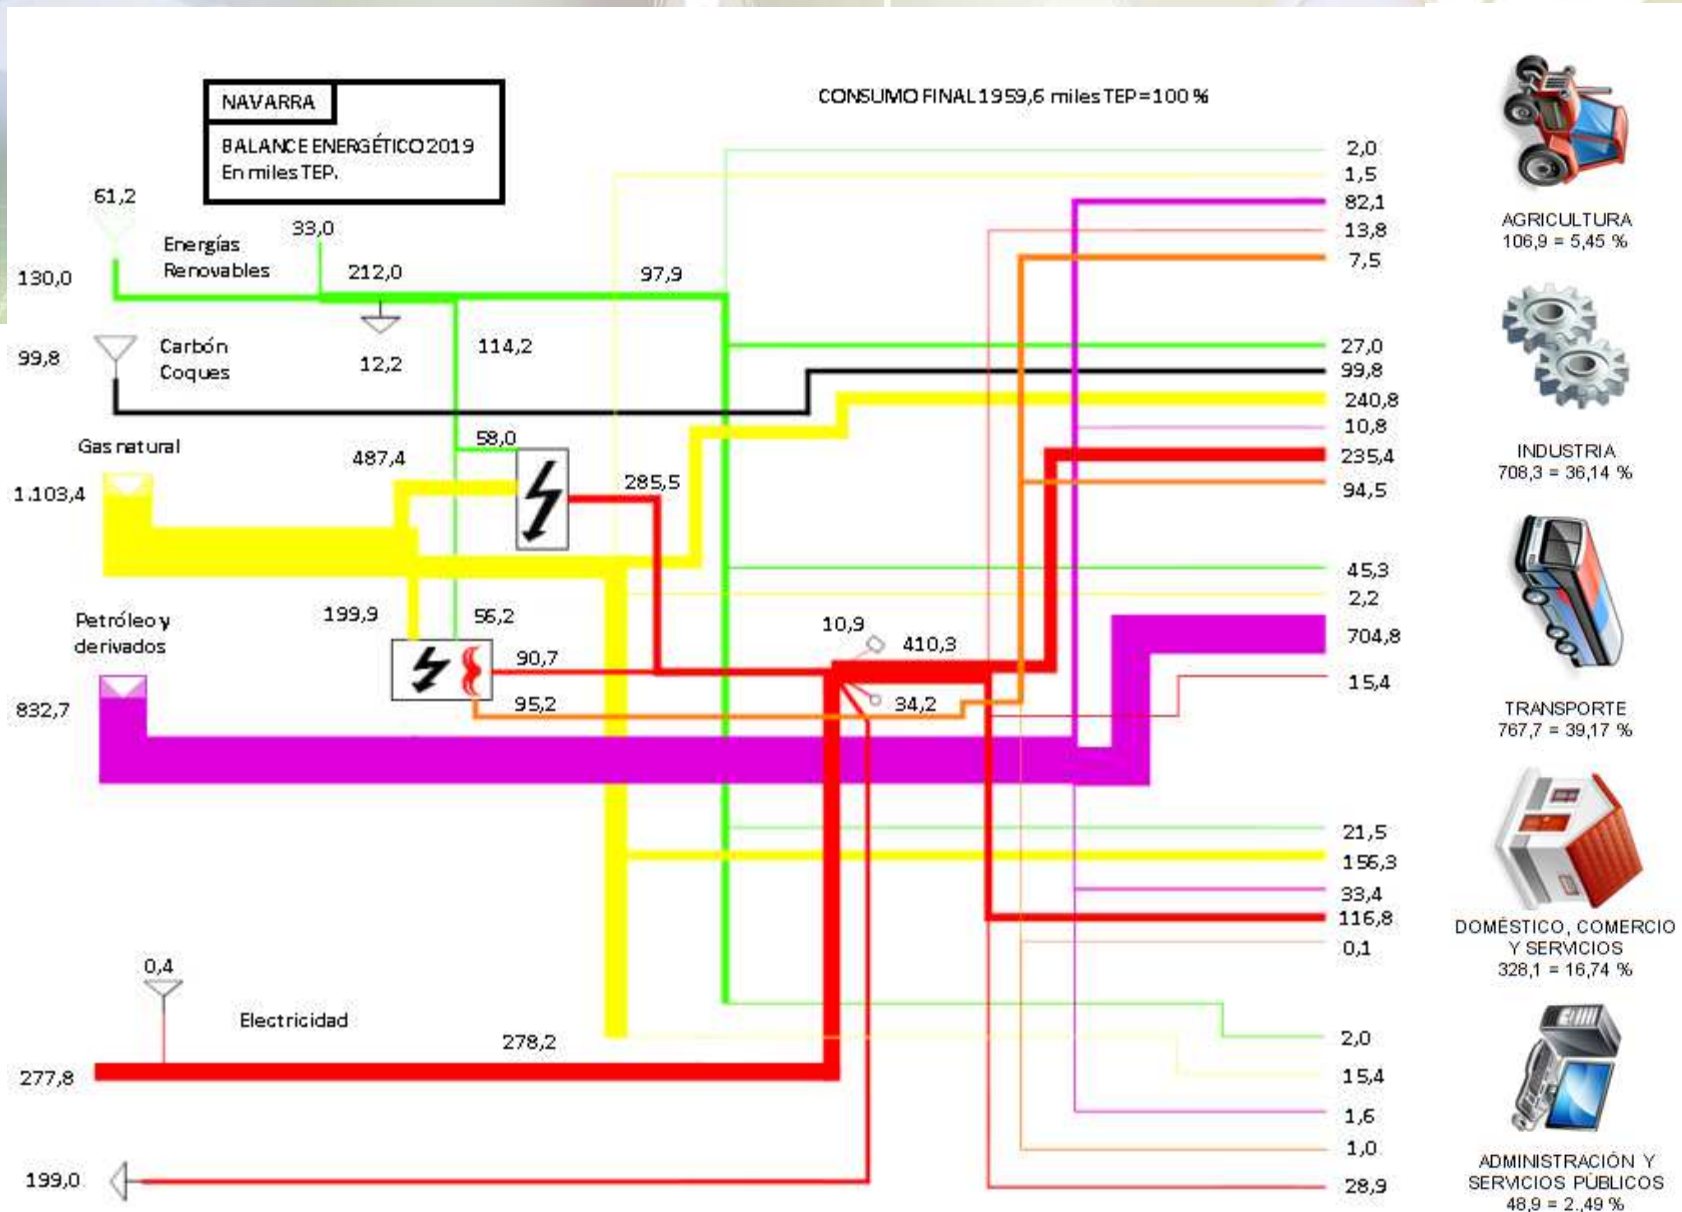 NAVARRA
BALANCE ENERGÉTICO 2019
En miles TEP.
CONSUMO FINAL 1959,6 miles TEP=100 %
61,2
Energías
Renovables
33,0
212,0
97,9
130,0
99,8
Carbón
Coques
12,2
114,2
Gas natural
487,4
58,0
285,5
1.103,4
199,9
56,2
Petróleo y
derivados
90,7
95,2
832,7
10,9
410,3
34,2
0,4
Electricidad
278,2
277,8
199,0
2,0
1,5
82,1
13,8
7,5
27,0
99,8
240,8
10,8
235,4
94,5
45,3
2,2
704,8
15,4
21,5
156,3
33,4
116,8
0,1
2,0
15,4
1,6
1,0
28,9
AGRICULTURA
106,9 = 5,45 %
INDUSTRIA
708,3 = 36,14 %
TRANSPORTE
767,7 = 39,17 %
DOMÉSTICO, COMERCIO
Y SERVICIOS
328,1 = 16,74 %
ADMINISTRACIÓN Y
SERVICIOS PÚBLICOS
48,9 = 2,,49 %